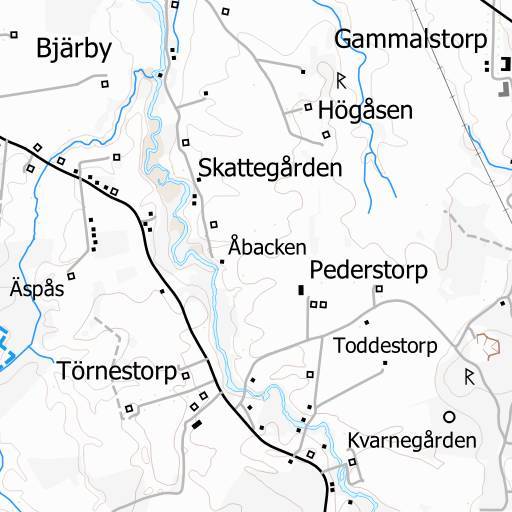 Gammalstorp
Bjärby
Högåsen
Skattegården
Åbacken
Pederstorp
Äspås
Toddestorp
Törnestorp
Kvarnegården